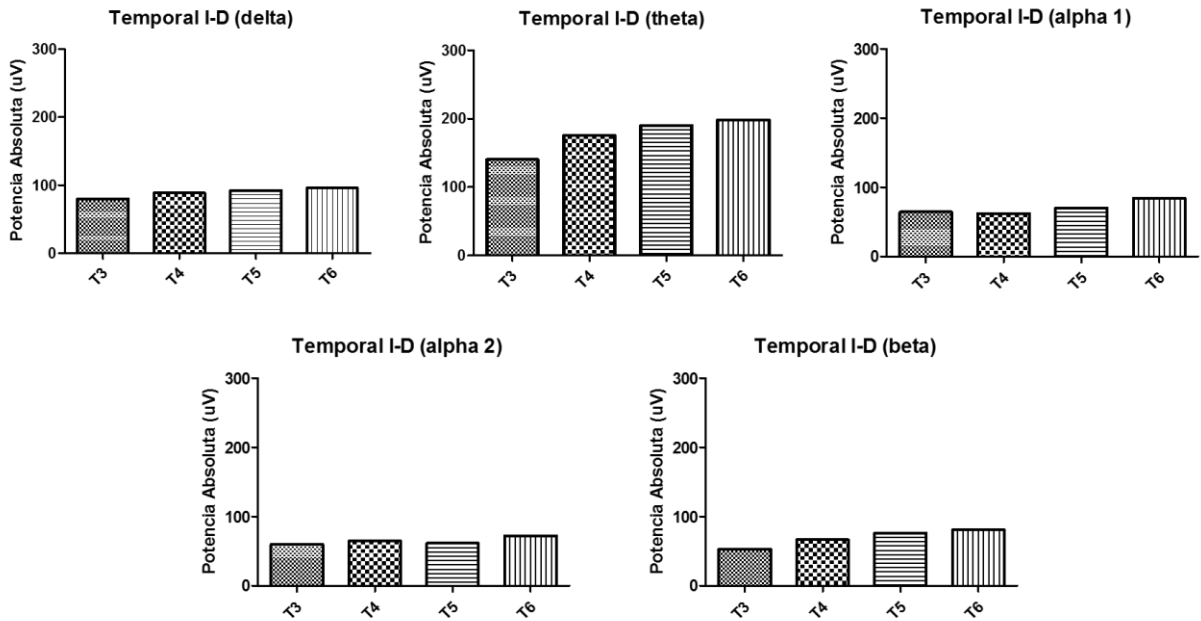 Temporal I-D (delta)
Potencia Absoluta (uV)
300
200
100
0
T3
T4
T5
T6
Temporal I-D (theta)
Potencia Absoluta (uV)
300
200
100
0
T3
T4
T5
T6
Temporal I-D (alpha 1)
Potencia Absoluta (uV)
300
200
100
0
T3
T4
T5
T6
Temporal I-D (alpha 2)
Potencia Absoluta (uV)
300
200
100
0
T3
T4
T5
T6
Temporal I-D (beta)
Potencia Absoluta (uV)
300
200
100
0
T3
T4
T5
T6